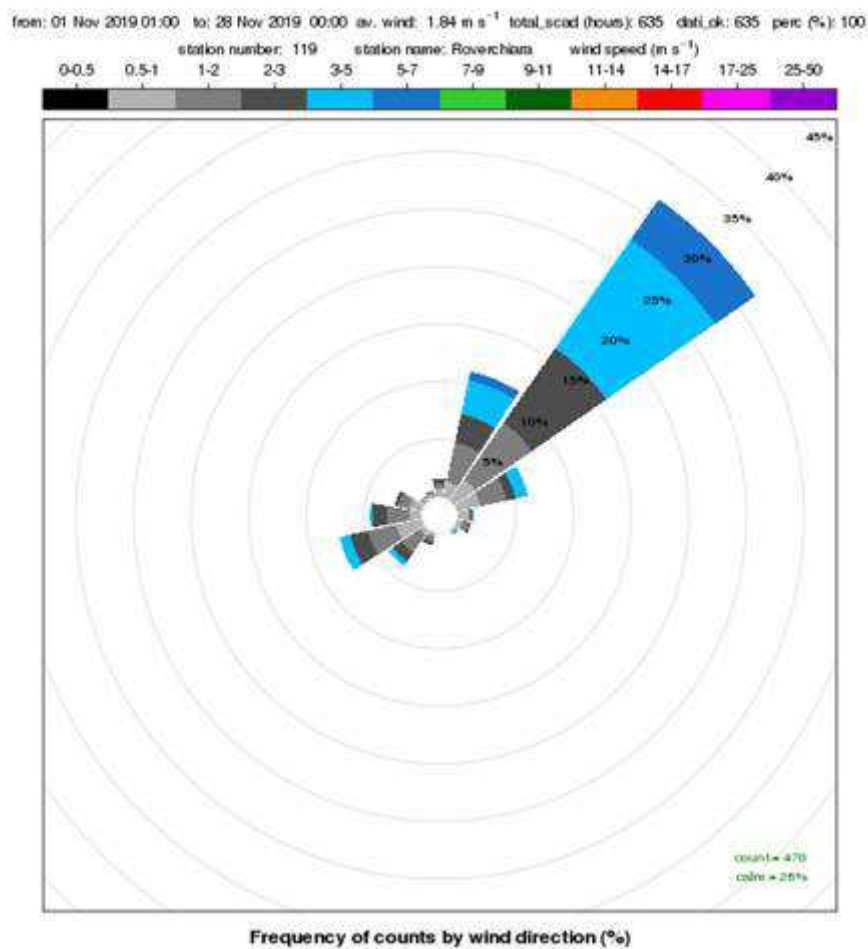 from: 01 Nov 2019 01:00 to: 28 Nov 2019 00:00 av. wind: 1.84 m s⁻¹ total_scad (hours): 635 dati_ok: 635 perc (%): 100
station number: 119 station name: Roverchiara wind speed (m s⁻¹)
0-0.5 0.5-1 1-2 2-3 3-5 5-7 7-9 9-11 11-14 14-17 17-25 25-50
45%
40%
35%
30%
25%
20%
15%
10%
5%
count = 470
calm = 26%
Frequency of counts by wind direction (%)